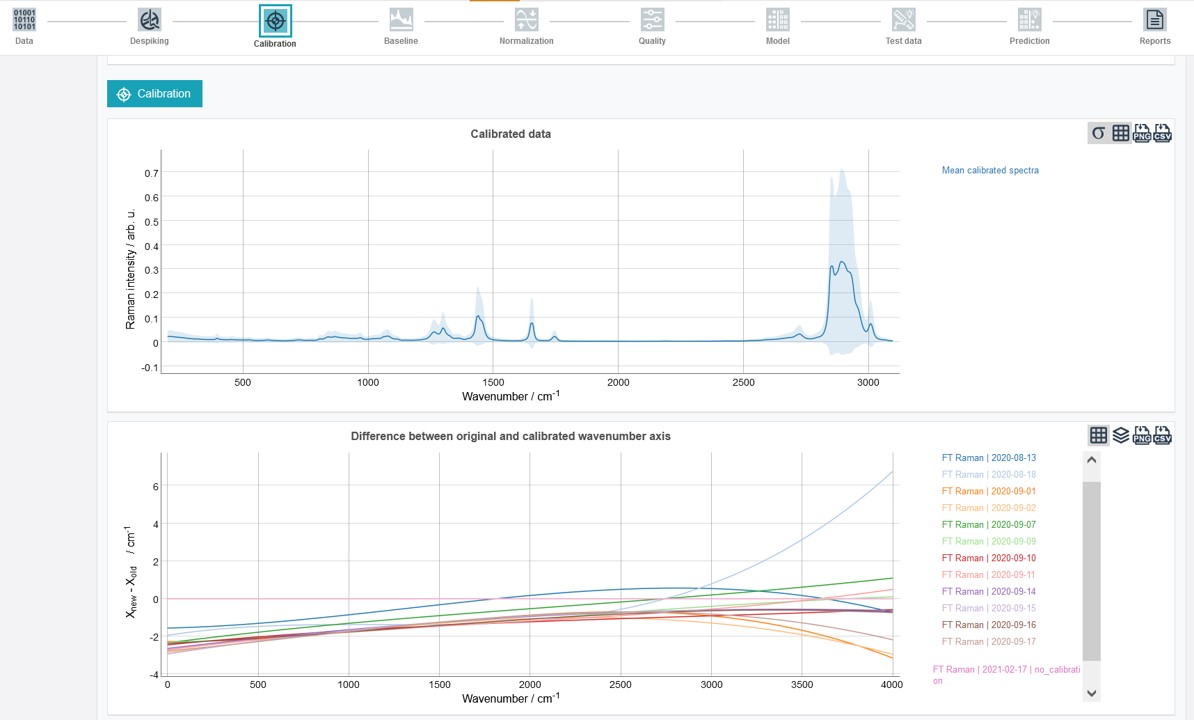 01001
10110
10101
Data
Despiking
Calibration
Baseline
Normalization
Quality
Model
Test data
Prediction
Reports
Calibration
Calibrated data
σ
PNG
CSV
Mean calibrated spectra
Raman intensity / arb. u.
0.7
0.6
0.5
0.4
0.3
0.2
0.1
0
-0.1
500
1000
1500
2000
2500
3000
Wavenumber / cm-1
Difference between original and calibrated wavenumber axis
PNG
CSV
Xnew - Xold / cm-1
6
4
2
0
-2
-4
0
500
1000
1500
2000
2500
3000
3500
4000
Wavenumber / cm-1
FT Raman | 2020-08-13
FT Raman | 2020-08-18
FT Raman | 2020-09-01
FT Raman | 2020-09-02
FT Raman | 2020-09-07
FT Raman | 2020-09-09
FT Raman | 2020-09-10
FT Raman | 2020-09-11
FT Raman | 2020-09-14
FT Raman | 2020-09-15
FT Raman | 2020-09-16
FT Raman | 2020-09-17
FT Raman | 2021-02-17 | no_calibrati
on